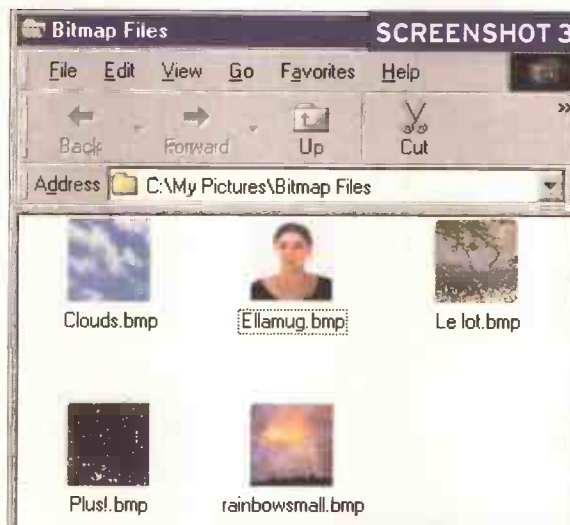 Bitmap Files SCREENSHOT 3
File Edit View Go Favorites Help
Back Forward Up Cut »
Address C:\My Pictures\Bitmap Files
Clouds.bmp Ellamug.bmp Le lot.bmp
Plus!.bmp rainbowsmall.bmp